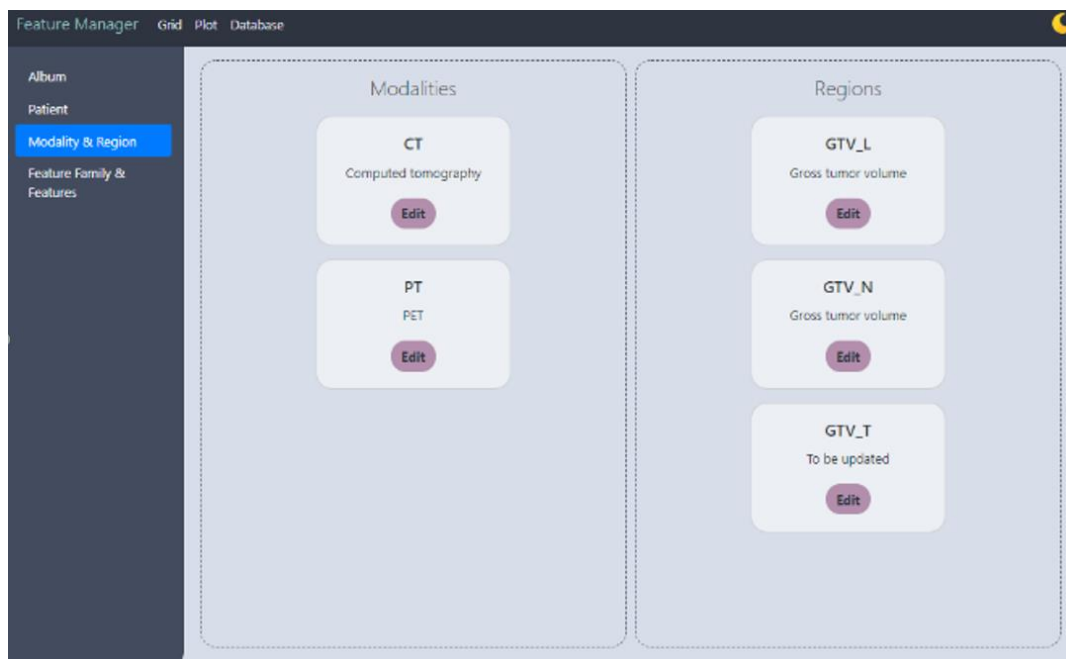 Feature Manager Grid Plot Database
Album
Patient
Modality & Region
Feature Family &
Features
Modalities
CT
Computed tomography
Edit
PT
PET
Edit
Regions
GTV_L
Gross tumor volume
Edit
GTV_N
Gross tumor volume
Edit
GTV_T
To be updated
Edit